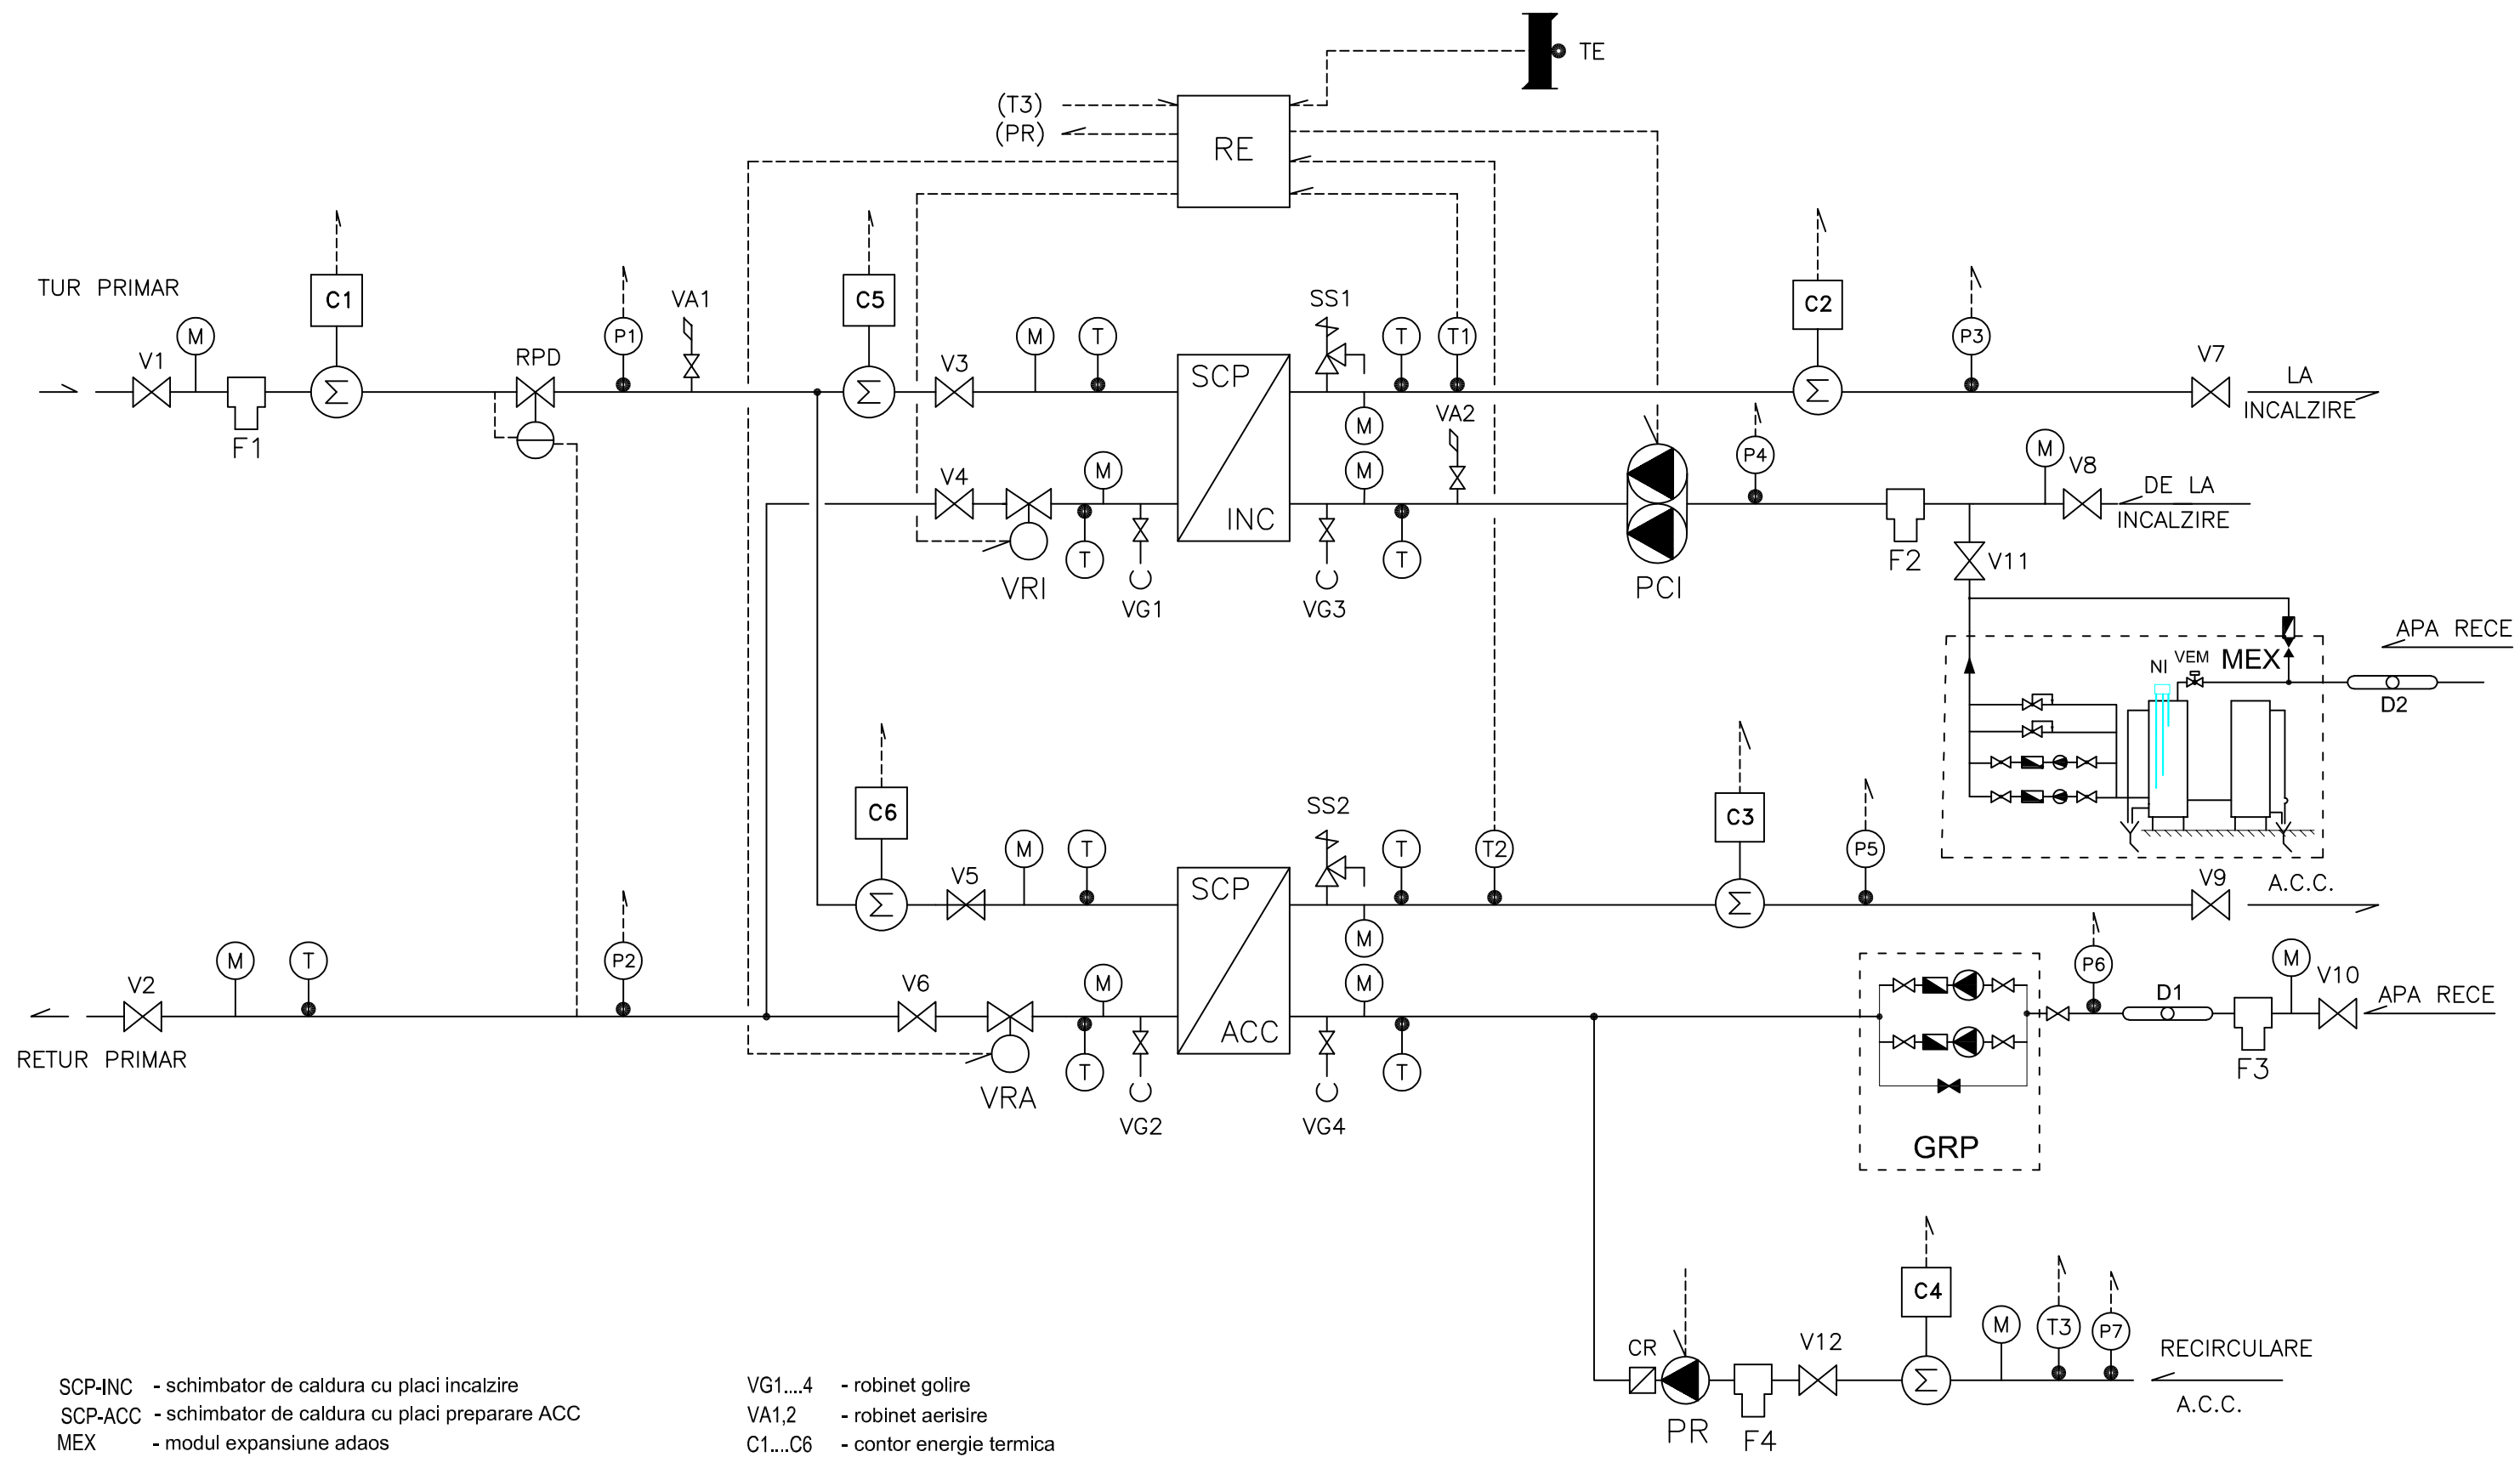 TE
(T3)
(PR)
RE
TUR PRIMAR
C1
C5
C2
VA1
SS1
M
P1
M
T
T
T1
P3
V1
RPD
V3
V7
Σ
Σ
SCP
Σ
LA
INCALZIRE
F1
M
VA2
P4
M
V8
V4
M
M
DE LA
INCALZIRE
INC
T
T
F2
V11
VRI
VG1
VG3
PCI
APA RECE
NI
VEM
MEX
D2
C6
SS2
C3
M
T
T
T2
P5
V5
V9
A.C.C.
Σ
SCP
Σ
M
M
T
P2
M
M
P6
M
V2
V6
D1
V10
APA RECE
ACC
RETUR PRIMAR
T
T
F3
VRA
VG2
VG4
GRP
C4
M
T3
P7
CR
V12
RECIRCULARE
Σ
A.C.C.
PR
F4
SCP-INC - schimbator de caldura cu placi incalzire
SCP-ACC - schimbator de caldura cu placi preparare ACC
MEX - modul expansiune adaos
VG1....4 - robinet golire
VA1,2 - robinet aerisire
C1....C6 - contor energie termica